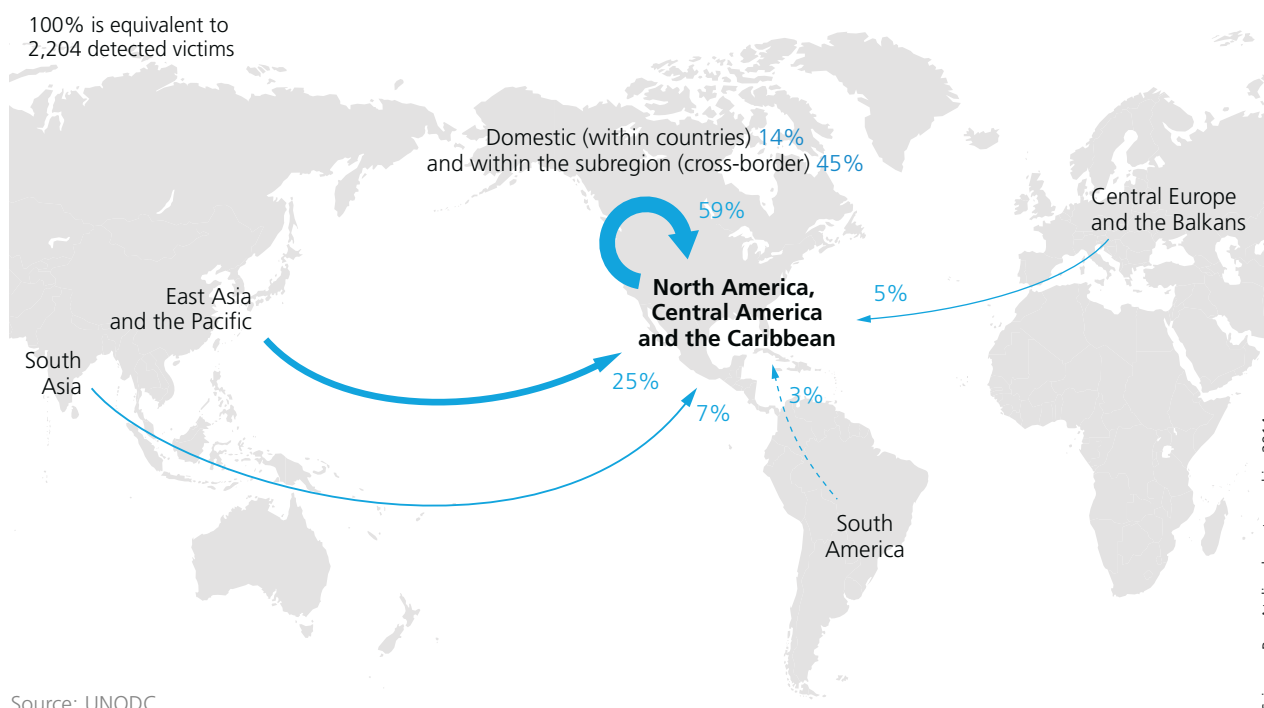 100% is equivalent to
2,204 detected victims
Domestic (within countries) 14%
and within the subregion (cross-border) 45%
59%
Central Europe
and the Balkans
5%
North America,
Central America
and the Caribbean
East Asia
and the Pacific
South
Asia
25%
7%
3%
South
America
Source: UNODC